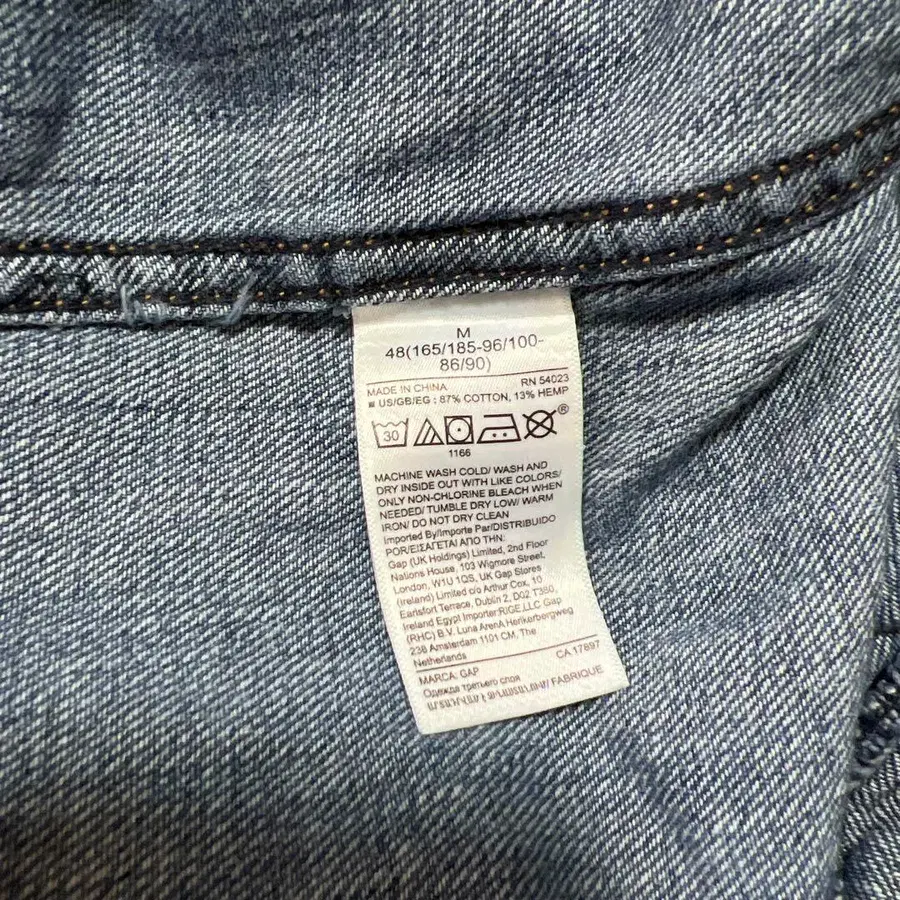 M
48(165/185-96/100-
86/90)
MADE IN CHINA RN 54023
US/GB/EG : 87% COTTON, 13% HEMP
30 ®
1166
MACHINE WASH COLD/ WASH AND
DRY INSIDE OUT WITH LIKE COLORS/
ONLY NON-CHLORINE BLEACH WHEN
NEEDED/ TUMBLE DRY LOW/ WARM
IRON/ DO NOT DRY CLEAN
Imported By/Importe Par/DISTRIBUIDO
POR/ΕΙΣΑΓΕΤΑΙ ΑΠΟ ΤΗΝ:
Gap (UK Holdings) Limited, 2nd Floor
Nations House, 103 Wigmore Street,
London, W1U 1QS, UK Gap Stores
(Ireland) Limited c/o Arthur Cox, 10
Earlsfort Terrace, Dublin 2, D02 T380,
Ireland Egypt Importer:RIGE,LLC Gap
(RHC) B.V. Luna ArenA Herikerbergweg
238 Amsterdam 1101 CM, The
Netherlands
MARCA: GAP CA 17897
Одежда третьего слоя
FABRIQUE